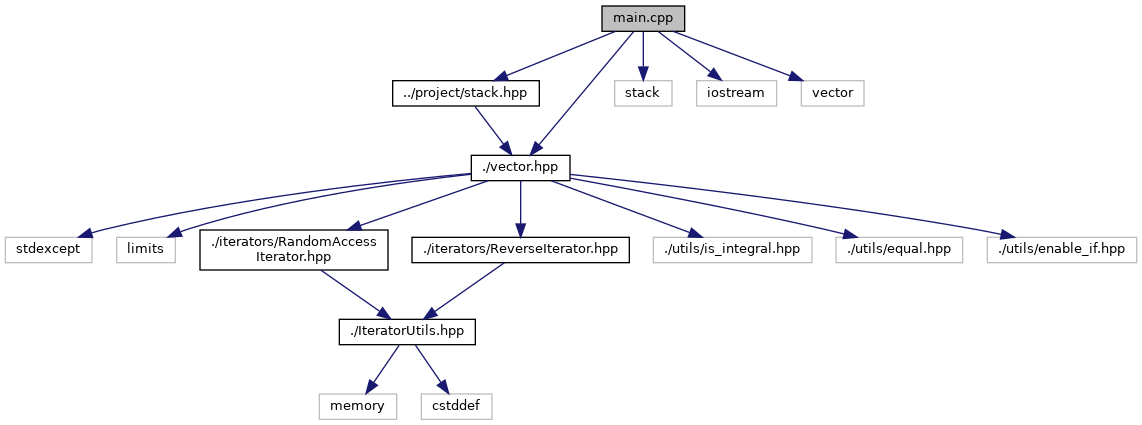 main.cpp
../project/stack.hpp
stack
iostream
vector
./vector.hpp
stdexcept
limits
./iterators/RandomAccess
Iterator.hpp
./iterators/ReverseIterator.hpp
./utils/is_integral.hpp
./utils/equal.hpp
./utils/enable_if.hpp
./IteratorUtils.hpp
memory
cstddef